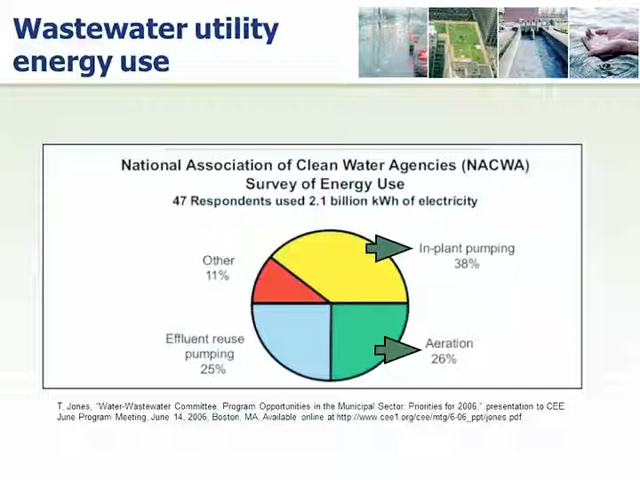 Wastewater utility
energy use
National Association of Clean Water Agencies (NACWA)
Survey of Energy Use
47 Respondents used 2.1 billion kWh of electricity
In-plant pumping
38%
Other
11%
Effluent reuse
pumping
25%
Aeration
26%
T. Jones, "Water-Wastewater Committee. Program Opportunities in the Municipal Sector: Priorities for 2006," presentation to CEE
June Program Meeting, June 14, 2006, Boston, MA. Available online at http://www.cee1.org/cee/mtg/6-06_ppt/jones.pdf